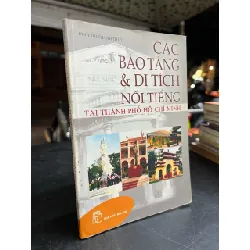 CÁC
BẢO TÀNG
& DI TÍCH
NỔI TIẾNG
TẠI THÀNH PHỐ HỒ CHÍ MINH